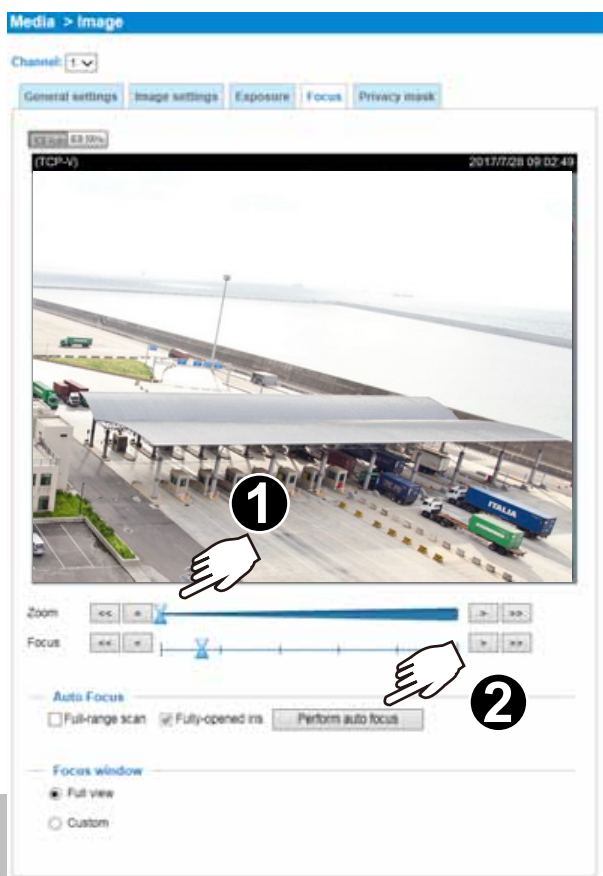 Media > Image
Channel: 1
General settings Image settings Exposure Focus Privacy mask
(TCP-V) 2017/7/28 09:02:49
ITALIA
1
Zoom << < > >>
Focus << < > >>
2
Auto Focus
Full-range scan Fully-opened iris Perform auto focus
Focus window
Full view
Custom